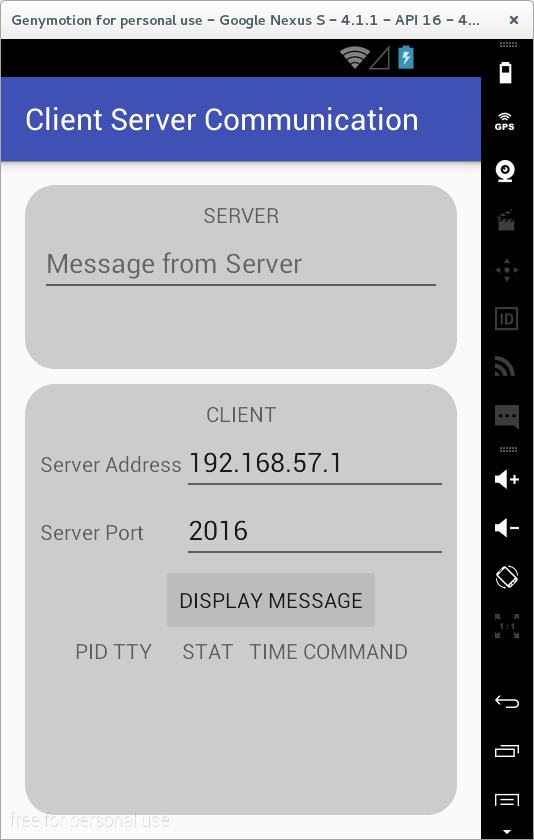 Genymotion for personal use – Google Nexus S – 4.1.1 – API 16 – 4...
Client Server Communication
GPS
SERVER
Message from Server
ID
CLIENT
Server Address 192.168.57.1
Server Port 2016
1:1
DISPLAY MESSAGE
PID TTY STAT TIME COMMAND
free for personal use